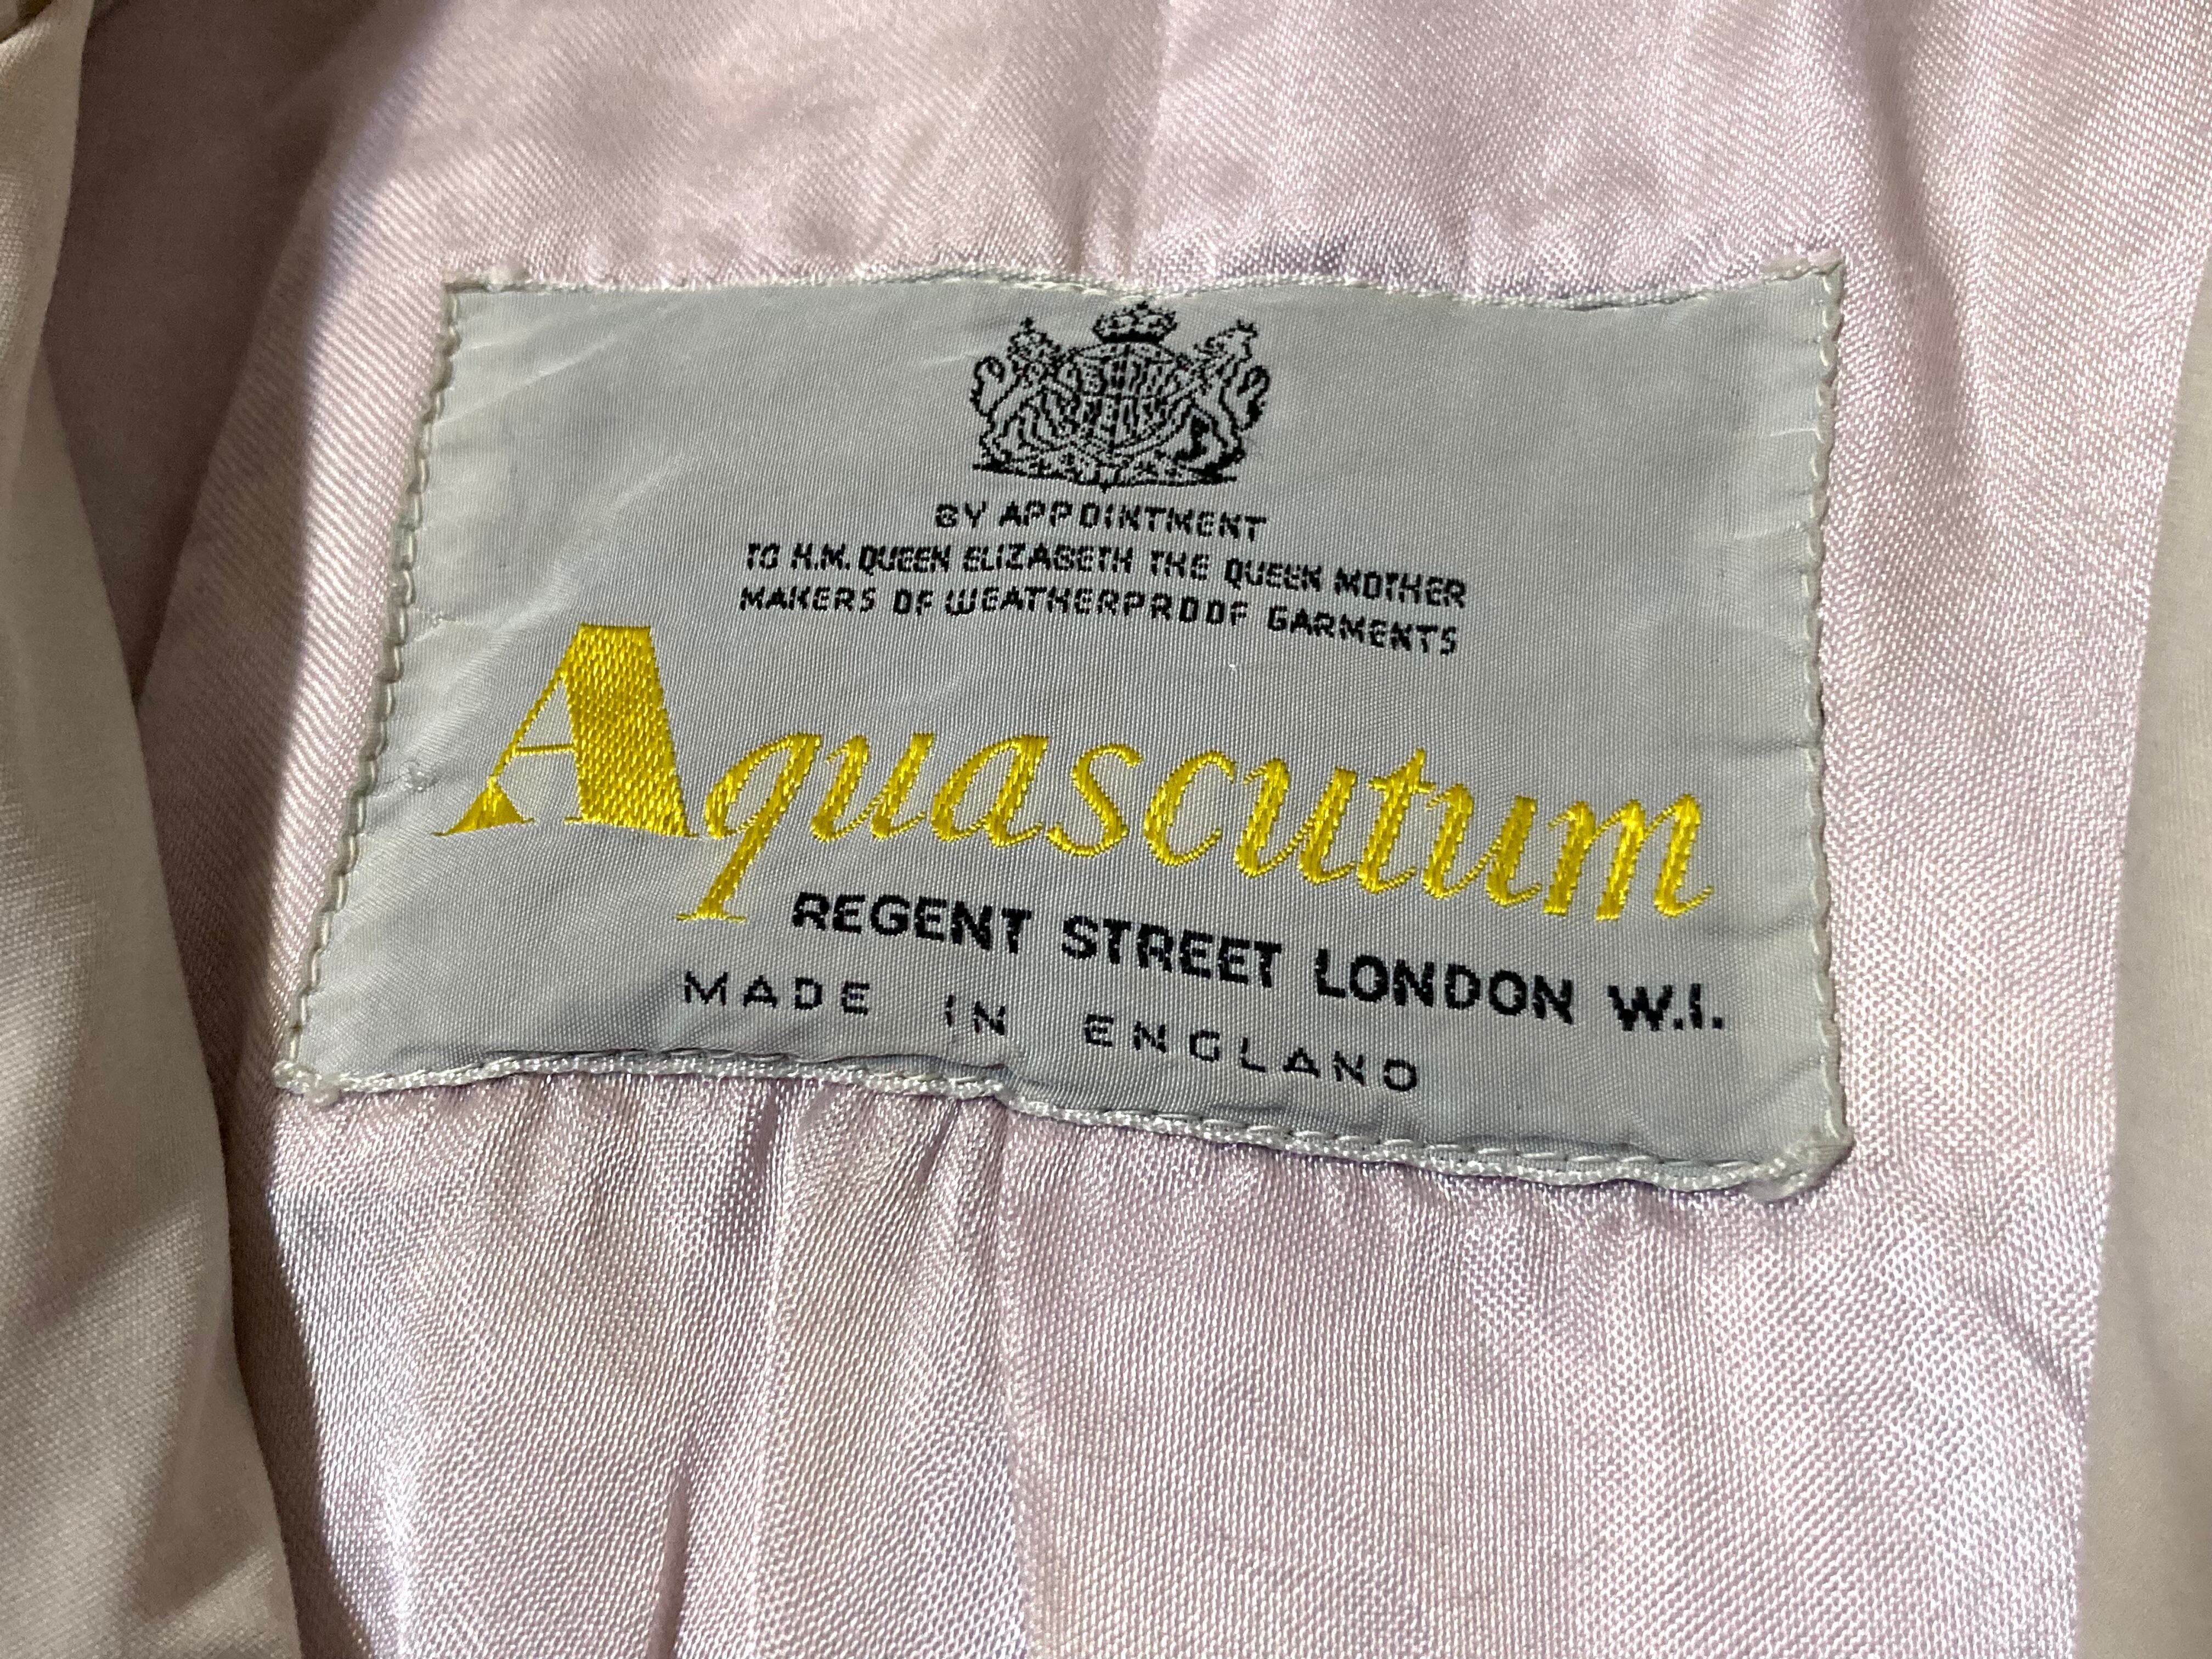 BY APPOINTMENT
TO H.M. QUEEN ELIZABETH THE QUEEN MOTHER
MAKERS OF WEATHERPROOF GARMENTS
Aquascutum
REGENT STREET LONDON W.1.
MADE IN ENGLAND